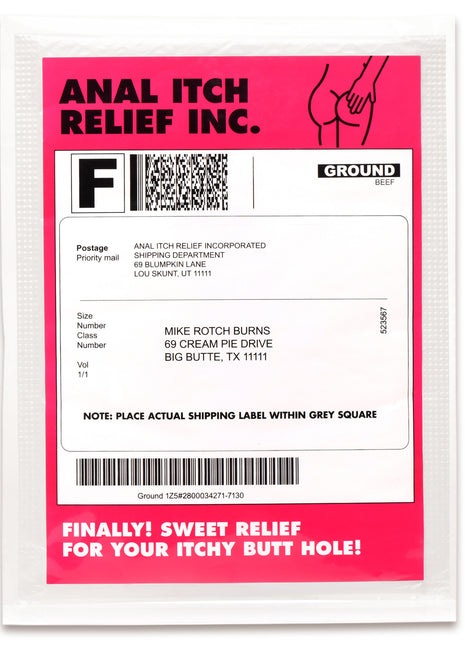 ANAL ITCH
RELIEF INC.
F
GROUND
BEEF
Postage
Priority mail
ANAL ITCH RELIEF INCORPORATED
SHIPPING DEPARTMENT
69 BLUMPKIN LANE
LOU SKUNT, UT 11111
Size
Number
Class
Number
Vol
1/1
MIKE ROTCH BURNS
69 CREAM PIE DRIVE
BIG BUTTE, TX 11111
523567
NOTE: PLACE ACTUAL SHIPPING LABEL WITHIN GREY SQUARE
Ground 1Z5#2800034271-7130
FINALLY! SWEET RELIEF
FOR YOUR ITCHY BUTT HOLE!